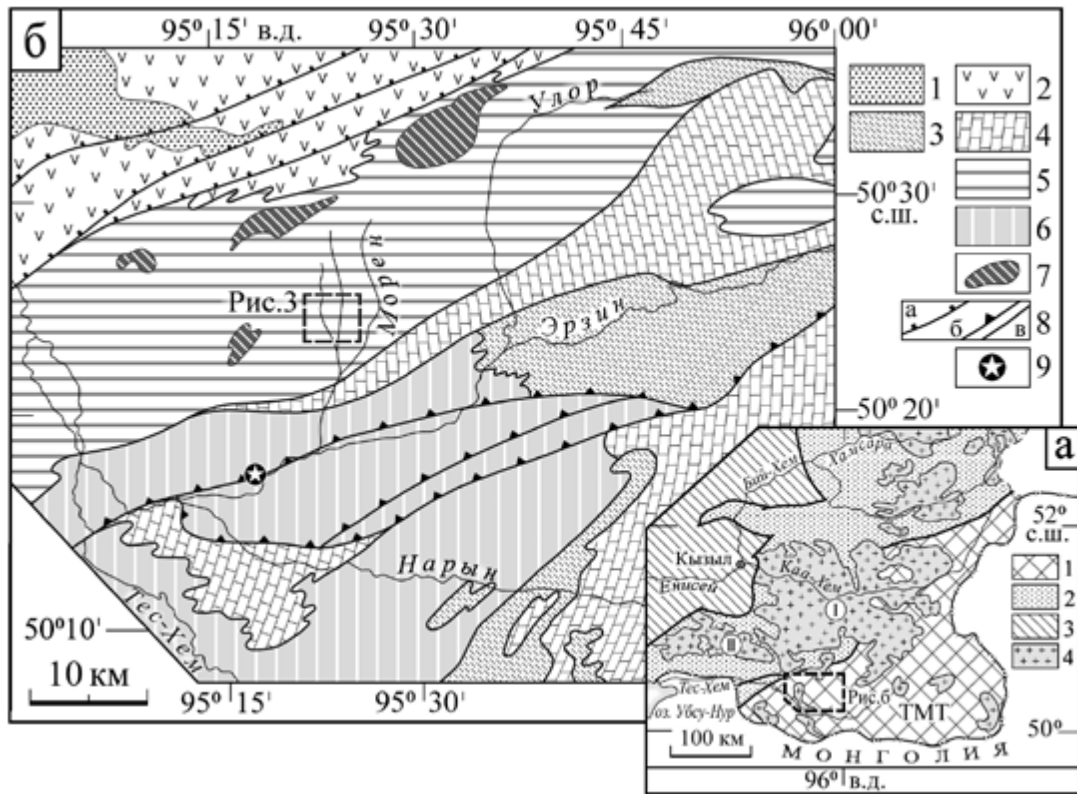 б
95° 15' в.д.
95° 30'
95° 45'
96° 00'
Улор
1
2
3
4
50° 30'
с.ш.
5
6
7
Морен
Рис.3
Эрзин
а
б
в
8
9
50° 20'
Нарын
Тес-Хем
50° 10'
10 км
95° 15'
95° 30'
а
Бий-Хем
Хамсара
52°
с.ш.
Кызыл
Енисей
Каа-Хем
I
II
1
2
3
4
Тес-Хем
оз. Убсу-Нур
Рис.б
ТМТ
50°
100 км
МОНГОЛИЯ
96° в.д.